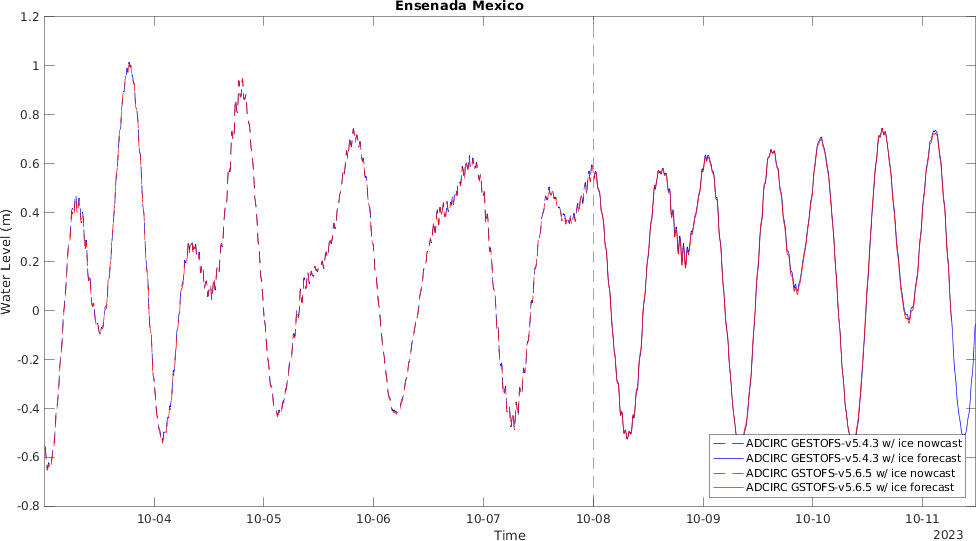 Ensenada Mexico
1.2
1
0.8
0.6
0.4
0.2
0
-0.2
-0.4
-0.6
-0.8
Water Level (m)
ADCIRC GESTOFS-v5.4.3 w/ ice nowcast
ADCIRC GESTOFS-v5.4.3 w/ ice forecast
ADCIRC GSTOFS-v5.6.5 w/ ice nowcast
ADCIRC GSTOFS-v5.6.5 w/ ice forecast
10-04 10-05 10-06 10-07 10-08 10-09 10-10 10-11
Time
2023